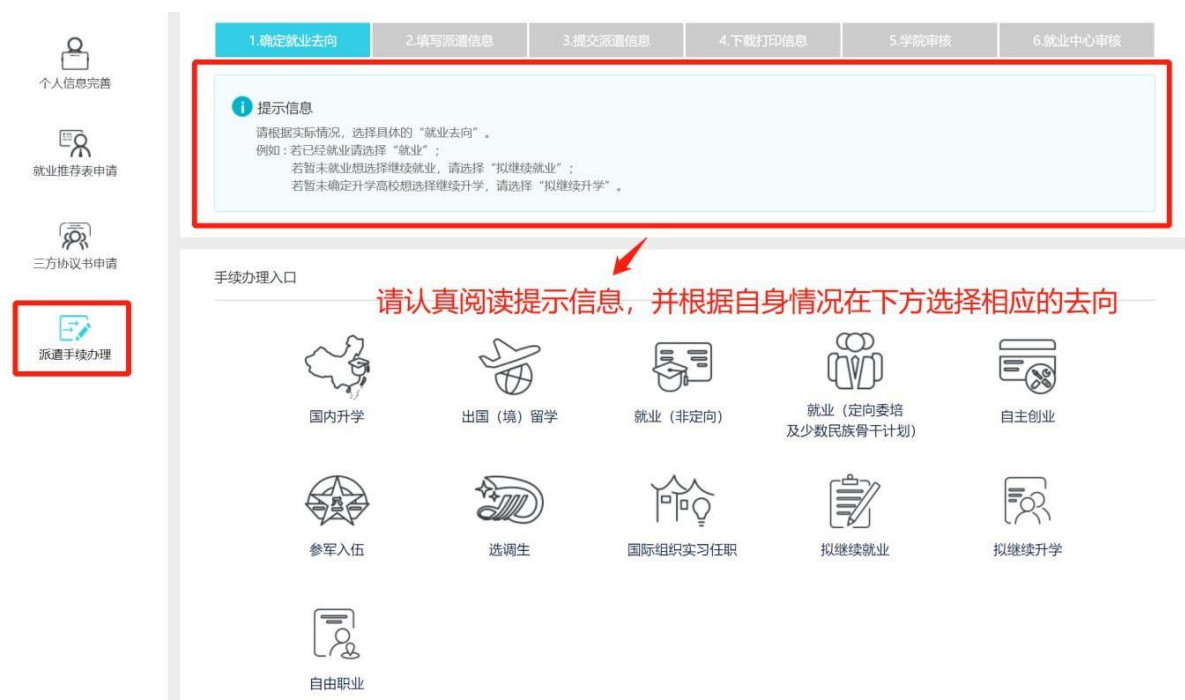 个人信息完善
就业推荐表申请
三方协议书申请
派遣手续办理
1.确定就业去向
2.填写派遣信息
3.提交派遣信息
4.下载打印信息
5.学院审核
6.就业中心审核
提示信息
请根据实际情况，选择具体的“就业去向”。
例如：若已经就业请选择“就业”；
若暂未就业想选择继续就业，请选择“拟继续就业”；
若暂未确定升学高校想选择继续升学，请选择“拟继续升学”。
手续办理入口
请认真阅读提示信息，并根据自身情况在下方选择相应的去向
国内升学
出国（境）留学
就业（非定向）
就业（定向委培
及少数民族骨干计划）
自主创业
参军入伍
选调生
国际组织实习任职
拟继续就业
拟继续升学
自由职业